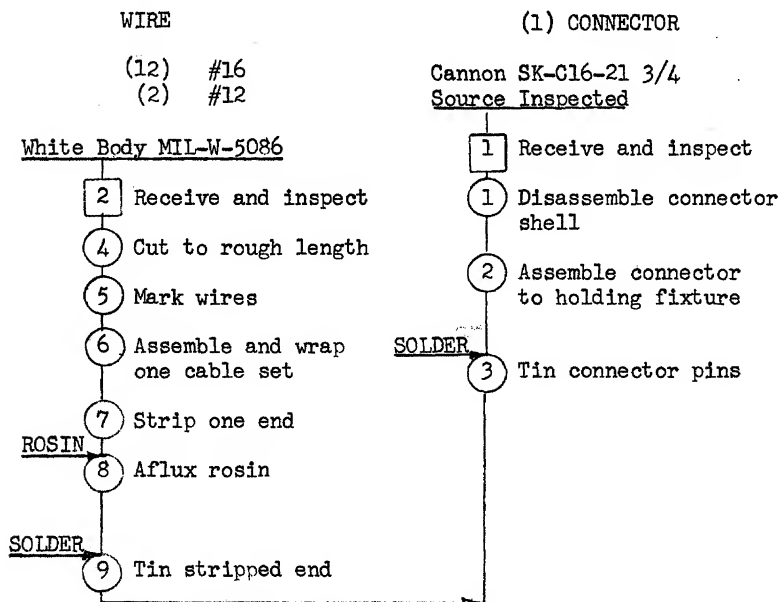 WIRE
(12) #16
(2) #12
White Body MIL-W-5086
2 Receive and inspect
4 Cut to rough length
5 Mark wires
6 Assemble and wrap
one cable set
7 Strip one end
ROSIN
8 Aflux rosin
SOLDER
9 Tin stripped end
(1) CONNECTOR
Cannon SK-C16-21 3/4
Source Inspected
1 Receive and inspect
1 Disassemble connector
shell
2 Assemble connector
to holding fixture
SOLDER
3 Tin connector pins